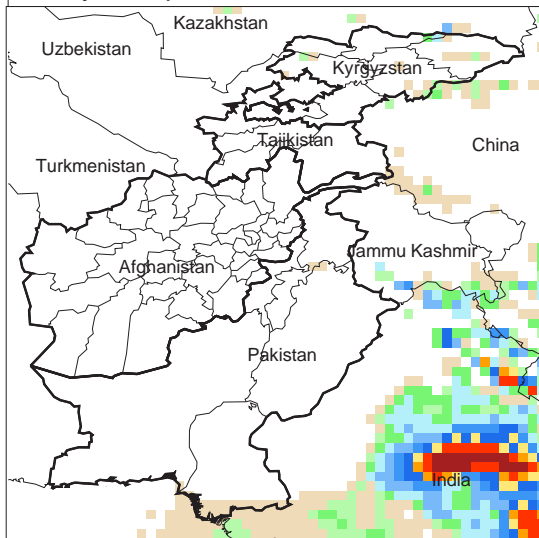 Kazakhstan
Uzbekistan
Kyrgyzstan
Tajikistan
China
Turkmenistan
Jammu Kashmir
Afghanistan
Pakistan
India